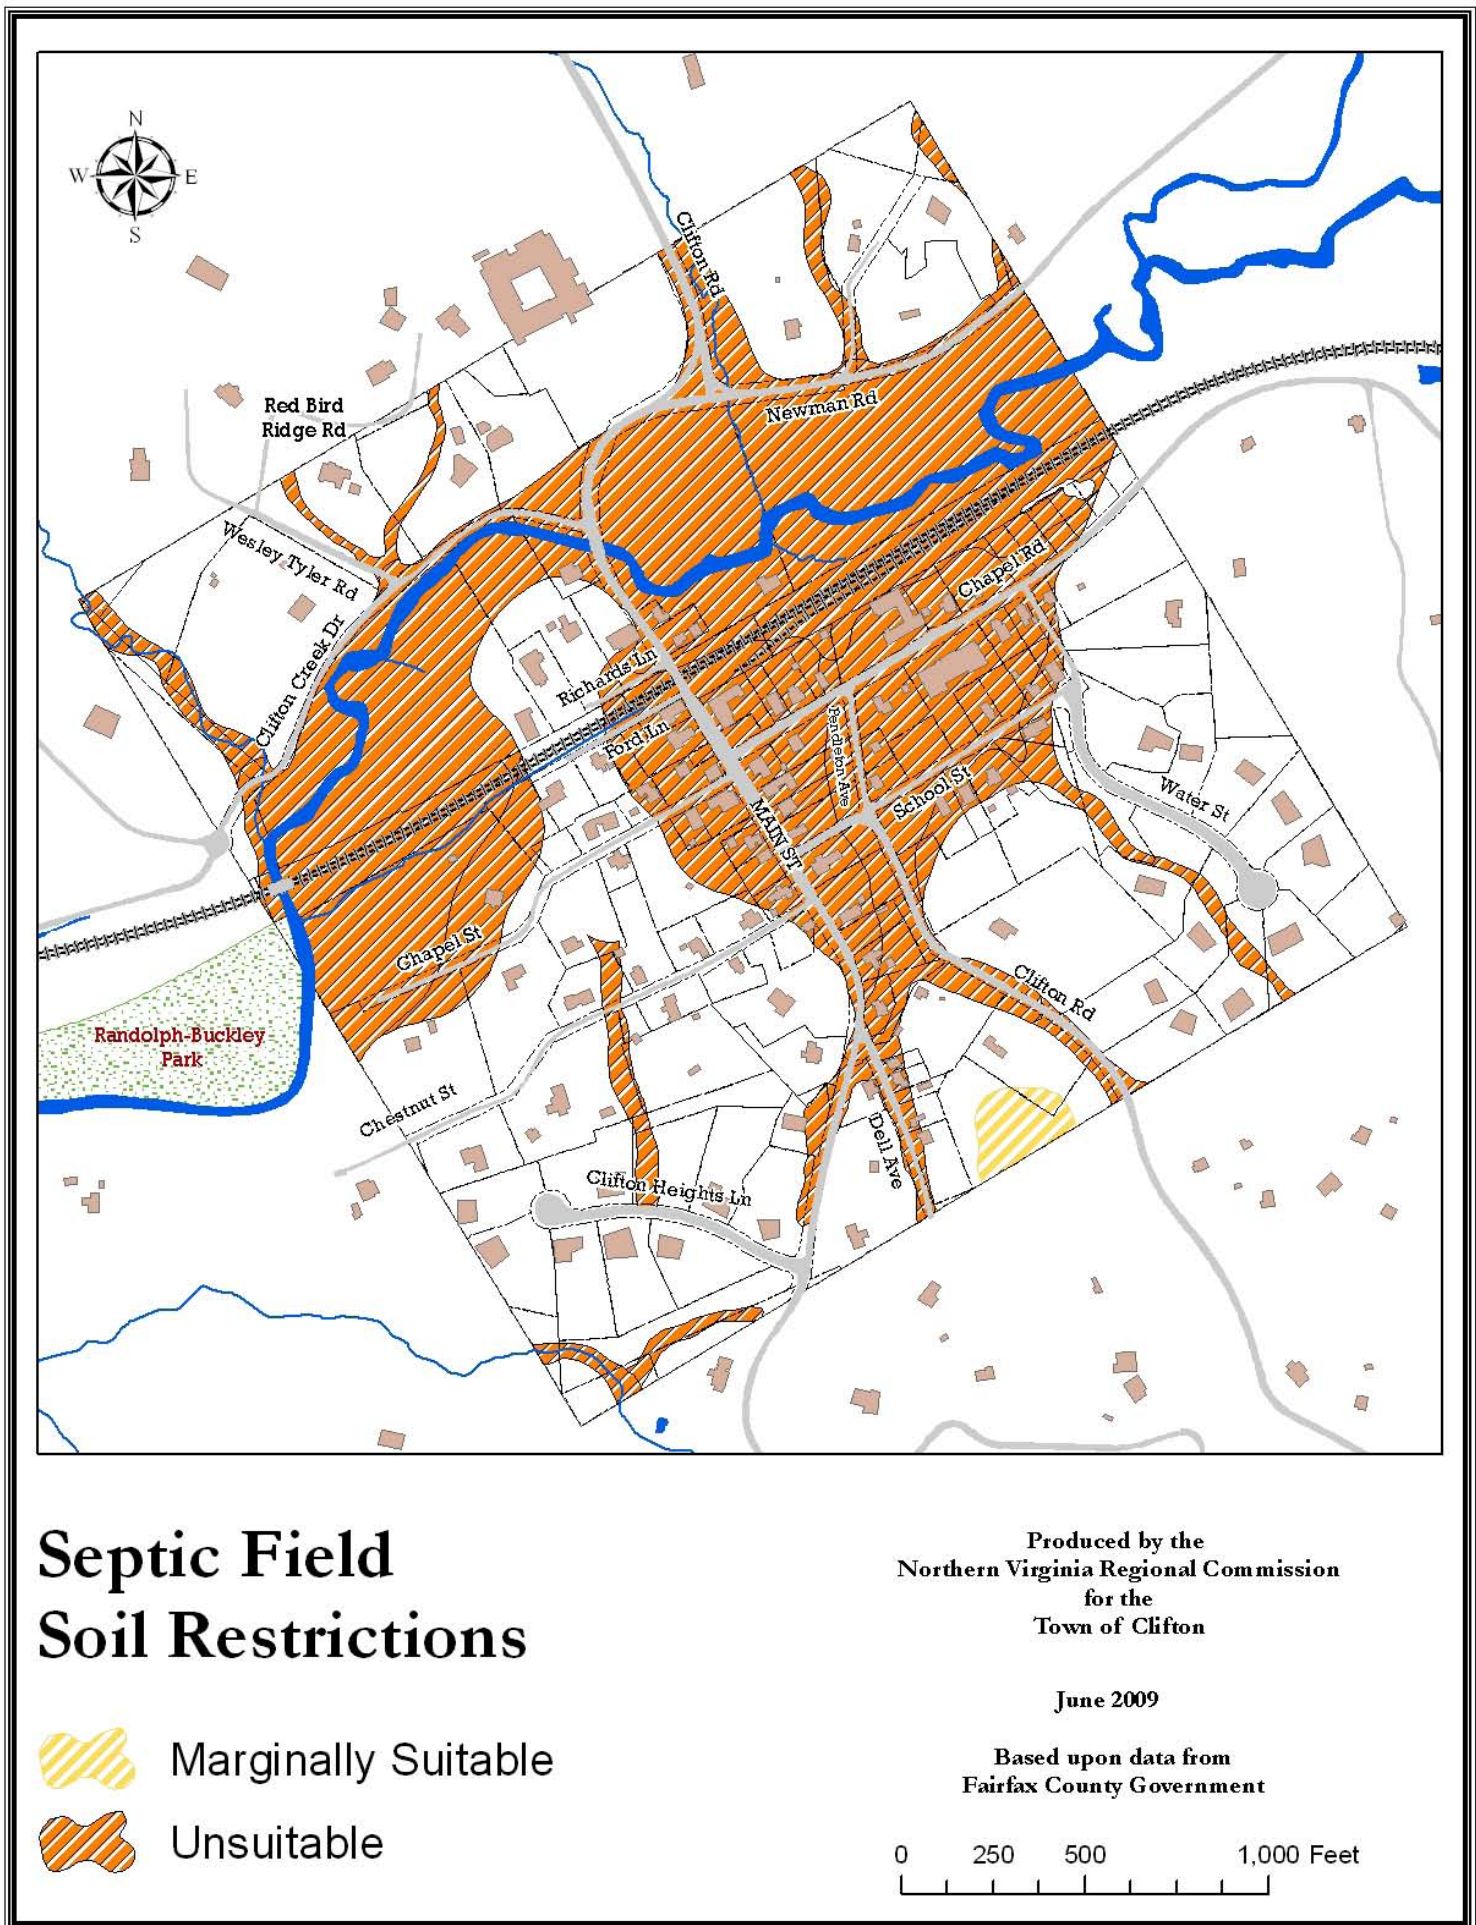 N
W
E
S
Clifton Rd
Newman Rd
Red Bird
Ridge Rd
Wesley Tyler Rd
Clifton Creek Dr
Chapel Rd
Richards Ln
Ford Ln
Pendleton Ave
School St
MAIN ST
Water St
Chapel St
Clifton Rd
Randolph-Buckley
Park
Chestnut St
Dell Ave
Clifton Heights Ln
Septic Field
Soil Restrictions
Marginally Suitable
Unsuitable
Produced by the
Northern Virginia Regional Commission
for the
Town of Clifton
June 2009
Based upon data from
Fairfax County Government
0 250 500 1,000 Feet